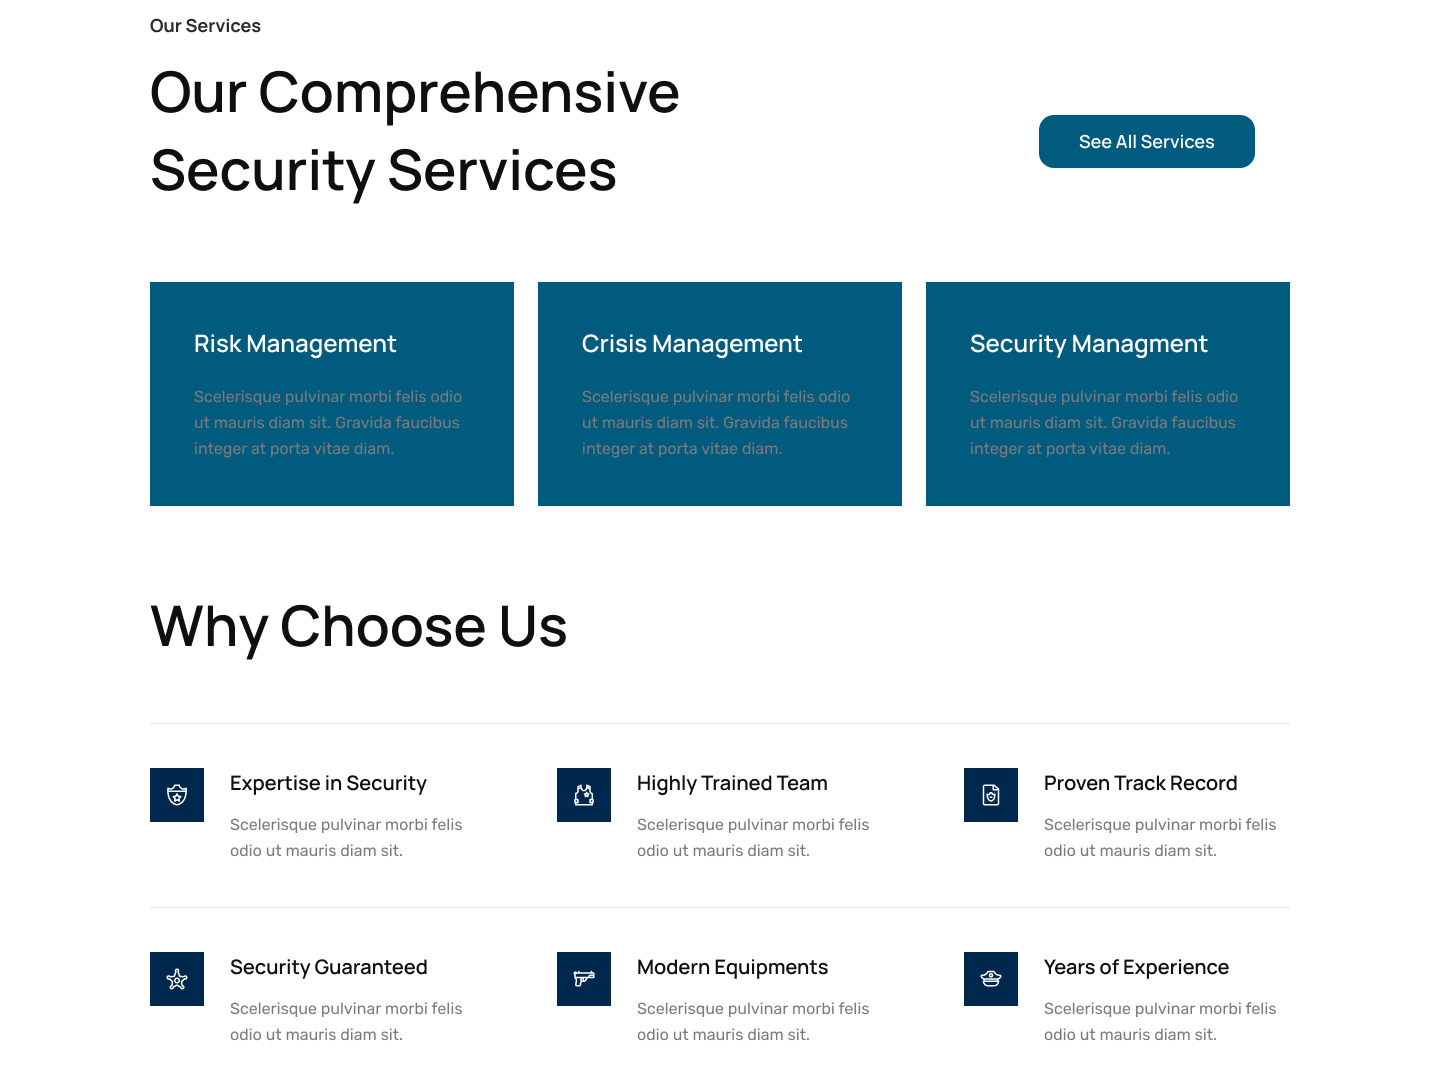 Our Services
Our Comprehensive
Security Services
See All Services
Risk Management
Scelerisque pulvinar morbi felis odio
ut mauris diam sit. Gravida faucibus
integer at porta vitae diam.
Crisis Management
Scelerisque pulvinar morbi felis odio
ut mauris diam sit. Gravida faucibus
integer at porta vitae diam.
Security Managment
Scelerisque pulvinar morbi felis odio
ut mauris diam sit. Gravida faucibus
integer at porta vitae diam.
Why Choose Us
Expertise in Security
Scelerisque pulvinar morbi felis
odio ut mauris diam sit.
Highly Trained Team
Scelerisque pulvinar morbi felis
odio ut mauris diam sit.
Proven Track Record
Scelerisque pulvinar morbi felis
odio ut mauris diam sit.
Security Guaranteed
Scelerisque pulvinar morbi felis
odio ut mauris diam sit.
Modern Equipments
Scelerisque pulvinar morbi felis
odio ut mauris diam sit.
Years of Experience
Scelerisque pulvinar morbi felis
odio ut mauris diam sit.